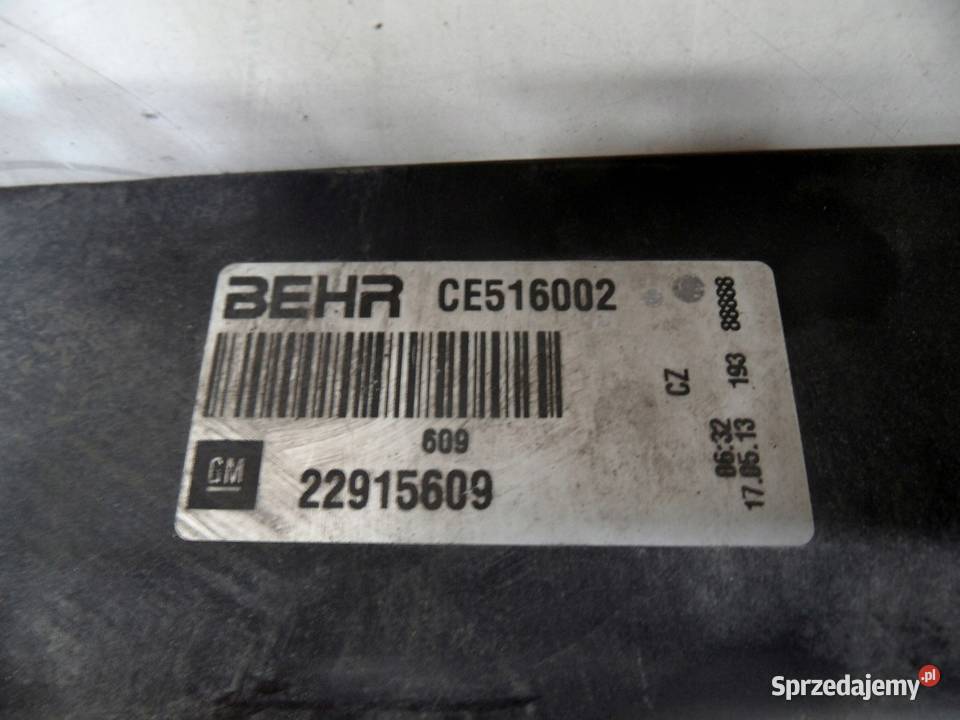 BEHR CE516002
609
GM 22915609
CZ
06:32 193 88888
17.05.13
Sprzedajemy.pl